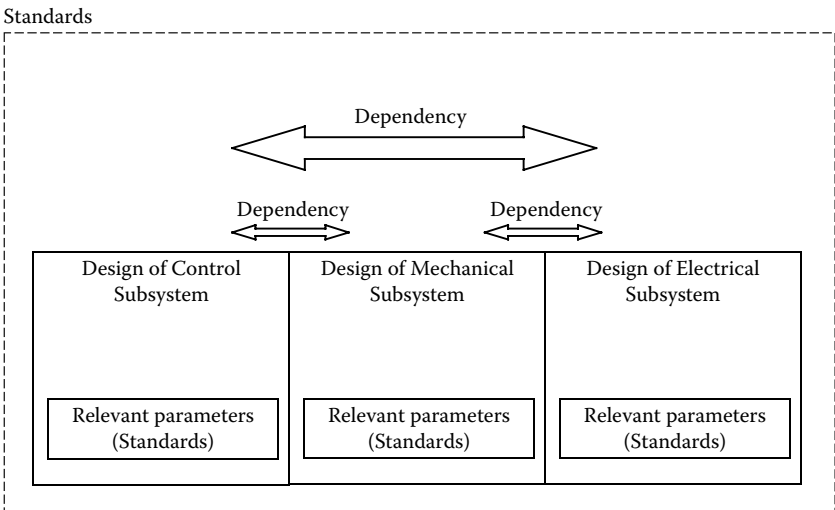 Standards
Dependency
Dependency
Dependency
Design of Control
Subsystem
Design of Mechanical
Subsystem
Design of Electrical
Subsystem
Relevant parameters
(Standards)
Relevant parameters
(Standards)
Relevant parameters
(Standards)